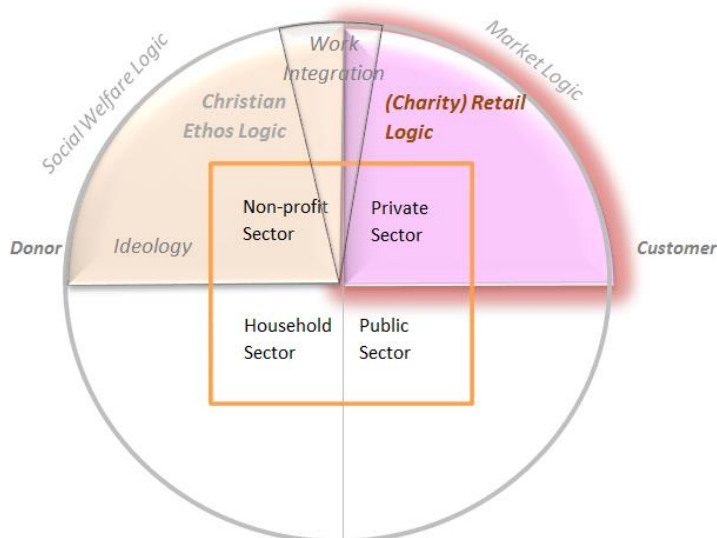 Social Welfare Logic
Work
Integration
Market Logic
Christian
Ethos Logic
(Charity) Retail
Logic
Non-profit
Sector
Private
Sector
Donor
Ideology
Customer
Household
Sector
Public
Sector